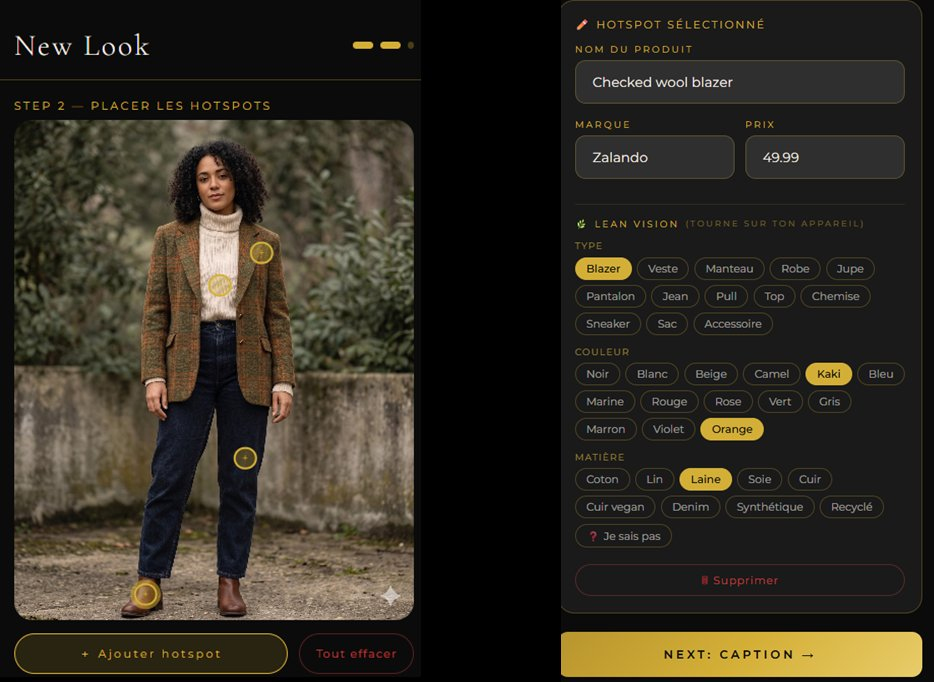 New Look
STEP 2 — PLACER LES HOTSPOTS
+ Ajouter hotspot
Tout effacer
HOTSPOT SÉLECTIONNÉ
NOM DU PRODUIT
Checked wool blazer
MARQUE PRIX
Zalando 49.99
LEAN VISION (TOURNE SUR TON APPAREIL)
TYPE
Blazer Veste Manteau Robe Jupe
Pantalon Jean Pull Top Chemise
Sneaker Sac Accessoire
COULEUR
Noir Blanc Beige Camel Kaki Bleu
Marine Rouge Rose Vert Gris
Marron Violet Orange
MATIÈRE
Coton Lin Laine Soie Cuir
Cuir vegan Denim Synthétique Recyclé
❓ Je sais pas
Supprimer
NEXT: CAPTION →